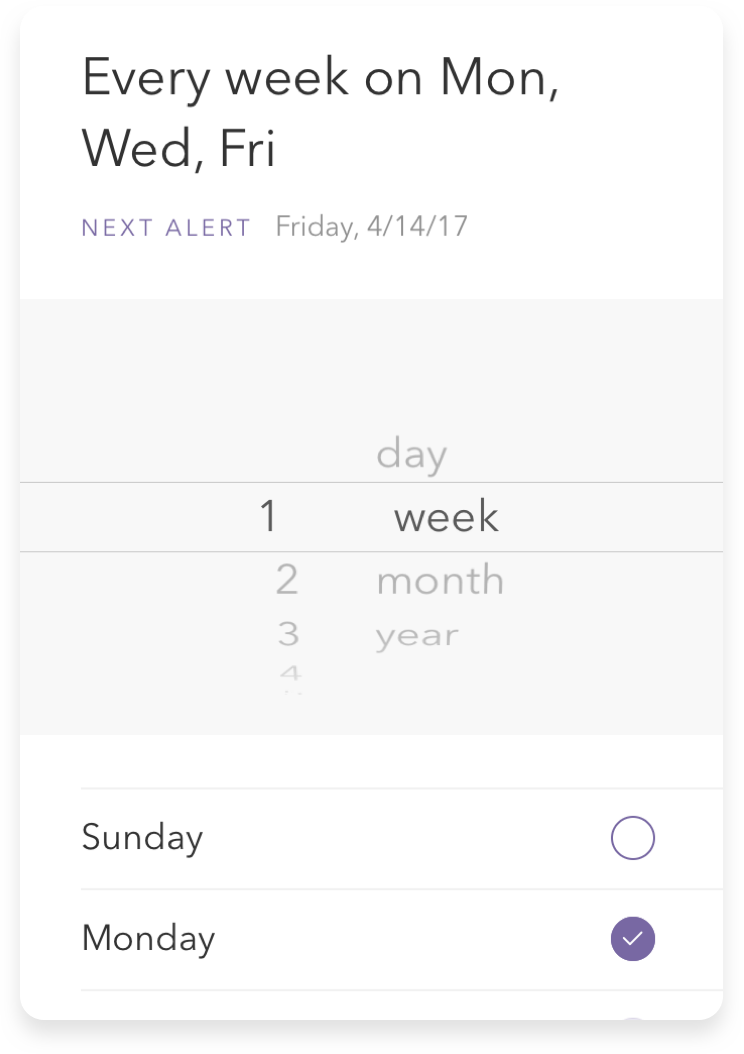 Every week on Mon,
Wed, Fri
NEXT ALERT Friday, 4/14/17
day
1 week
2 month
3 year
4
Sunday
Monday